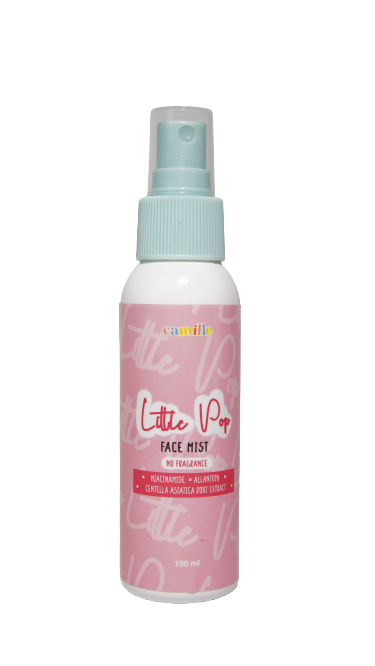 camille
Little Pop
FACE MIST
NO FRAGRANCE
• NIACINAMIDE • ALLANTOIN •
• CENTELLA ASIATICA ROOT EXTRACT •
100 ml